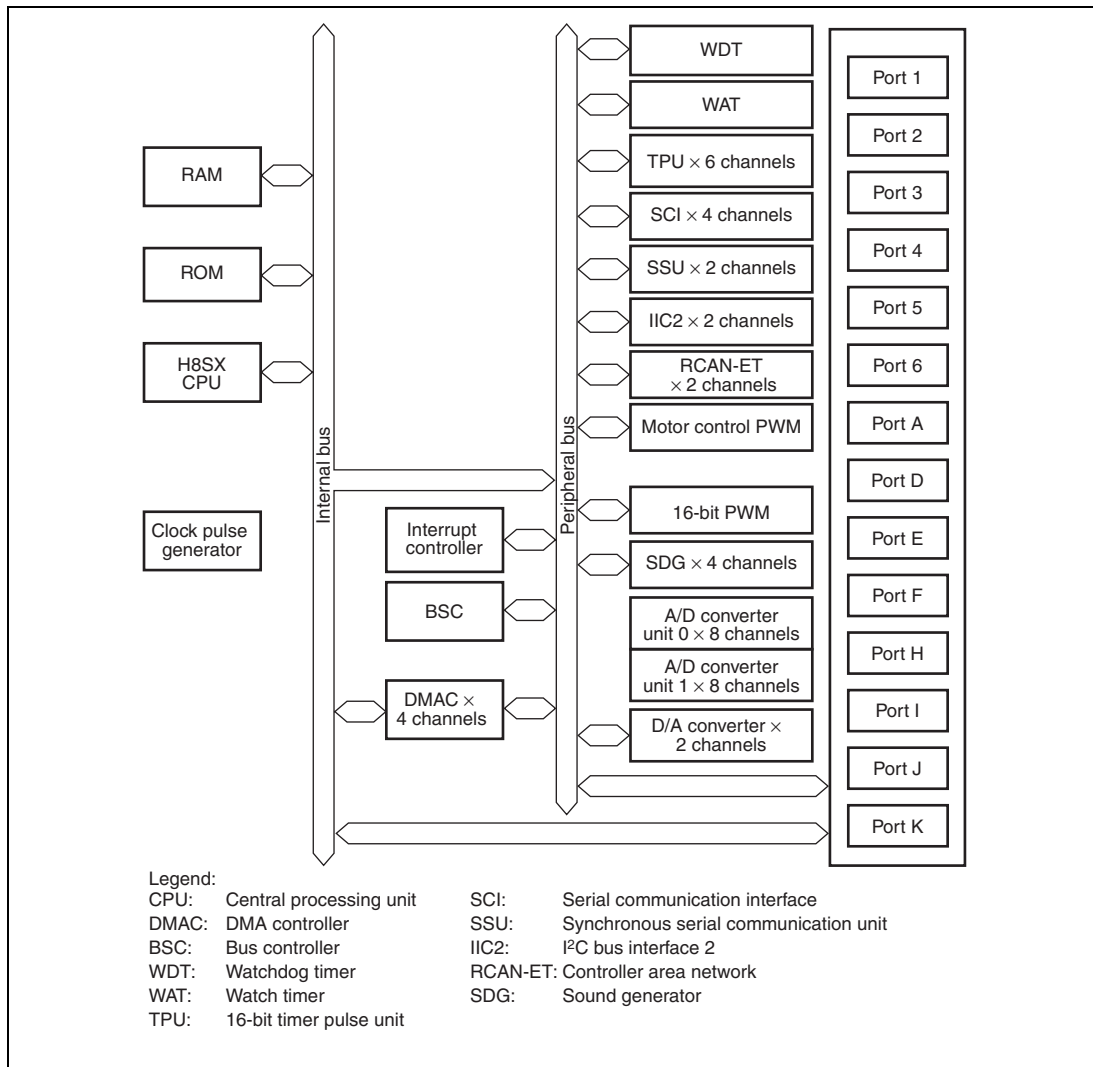 RAM
ROM
H8SX
CPU
Clock pulse
generator
Internal bus
Interrupt
controller
BSC
DMAC ×
4 channels
Peripheral bus
WDT
WAT
TPU × 6 channels
SCI × 4 channels
SSU × 2 channels
IIC2 × 2 channels
RCAN-ET
× 2 channels
Motor control PWM
16-bit PWM
SDG × 4 channels
A/D converter
unit 0 × 8 channels
A/D converter
unit 1 × 8 channels
D/A converter ×
2 channels
Port 1
Port 2
Port 3
Port 4
Port 5
Port 6
Port A
Port D
Port E
Port F
Port H
Port I
Port J
Port K
Legend:
CPU: Central processing unit
DMAC: DMA controller
BSC: Bus controller
WDT: Watchdog timer
WAT: Watch timer
TPU: 16-bit timer pulse unit
SCI: Serial communication interface
SSU: Synchronous serial communication unit
IIC2: I²C bus interface 2
RCAN-ET: Controller area network
SDG: Sound generator